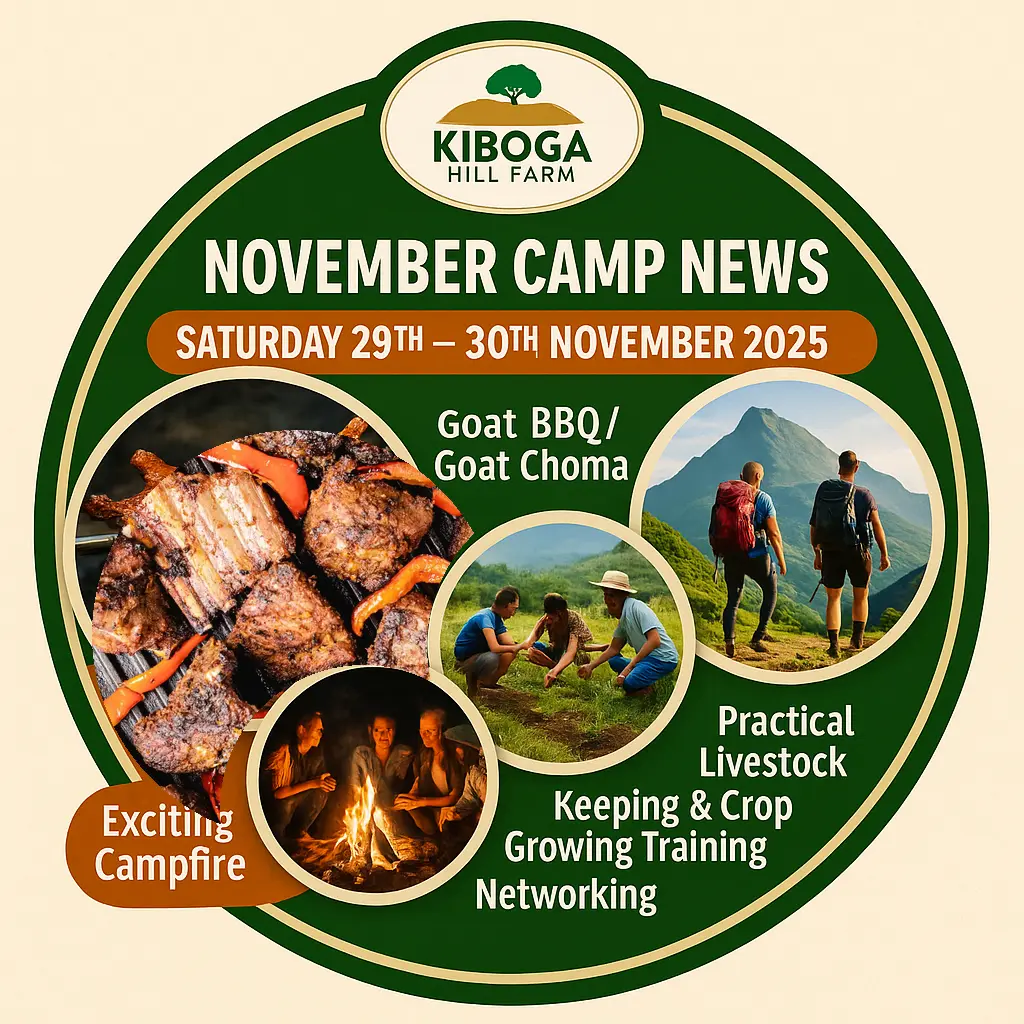 KIBOGA
HILL FARM
NOVEMBER CAMP NEWS
SATURDAY 29TH – 30TH NOVEMBER 2025
Goat BBQ/
Goat Choma
Practical
Livestock
Keeping & Crop
Growing Training
Networking
Exciting
Campfire